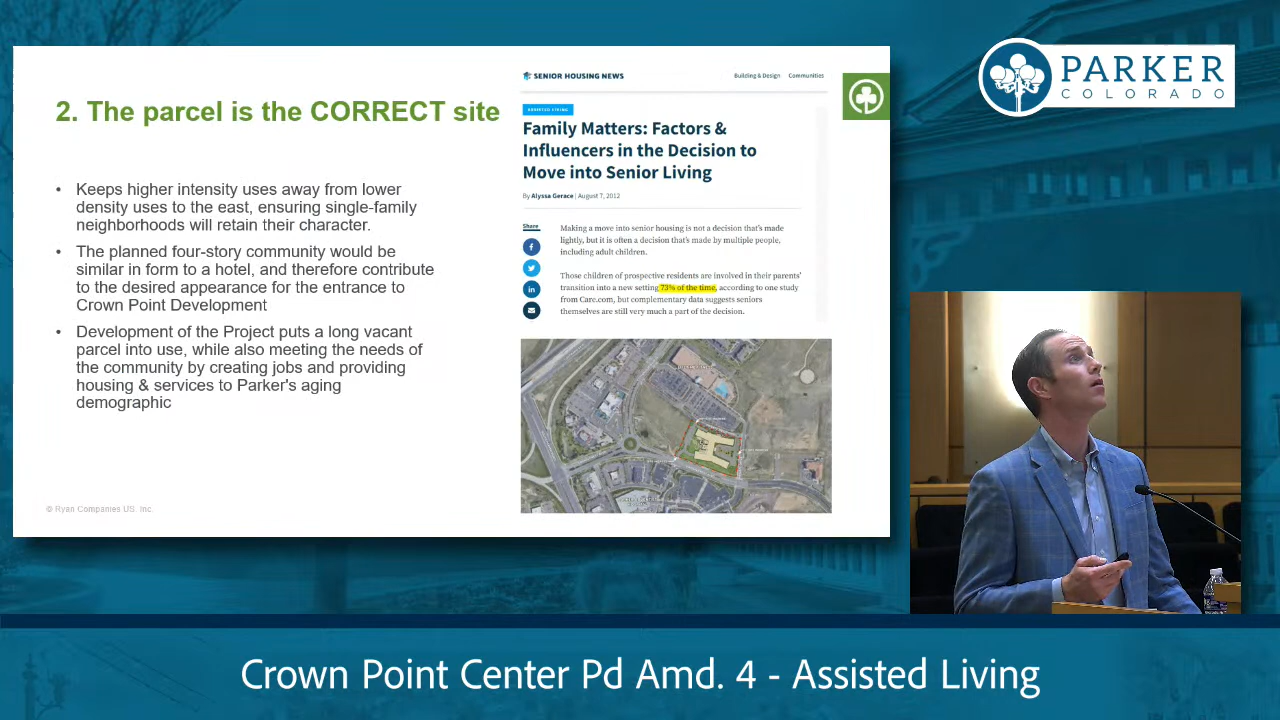 2. The parcel is the CORRECT site
• Keeps higher intensity uses away from lower
density uses to the east, ensuring single-family
neighborhoods will retain their character.
• The planned four-story community would be
similar in form to a hotel, and therefore contribute
to the desired appearance for the entrance to
Crown Point Development
• Development of the Project puts a long vacant
parcel into use, while also meeting the needs of
the community by creating jobs and providing
housing & services to Parker's aging
demographic
© Ryan Companies US, Inc.
SENIOR HOUSING NEWS
Building & Design Communities
ASSISTED LIVING
Family Matters: Factors &
Influencers in the Decision to
Move into Senior Living
By Alyssa Gerace | August 7, 2012
Share
Making a move into senior housing is not a decision that's made
lightly, but it is often a decision that's made by multiple people,
including adult children.
Those children of prospective residents are involved in their parents'
transition into a new setting 73% of the time, according to one study
from Care.com, but complementary data suggests seniors
themselves are still very much a part of the decision.
PARKER
COLORADO
Crown Point Center Pd Amd. 4 - Assisted Living